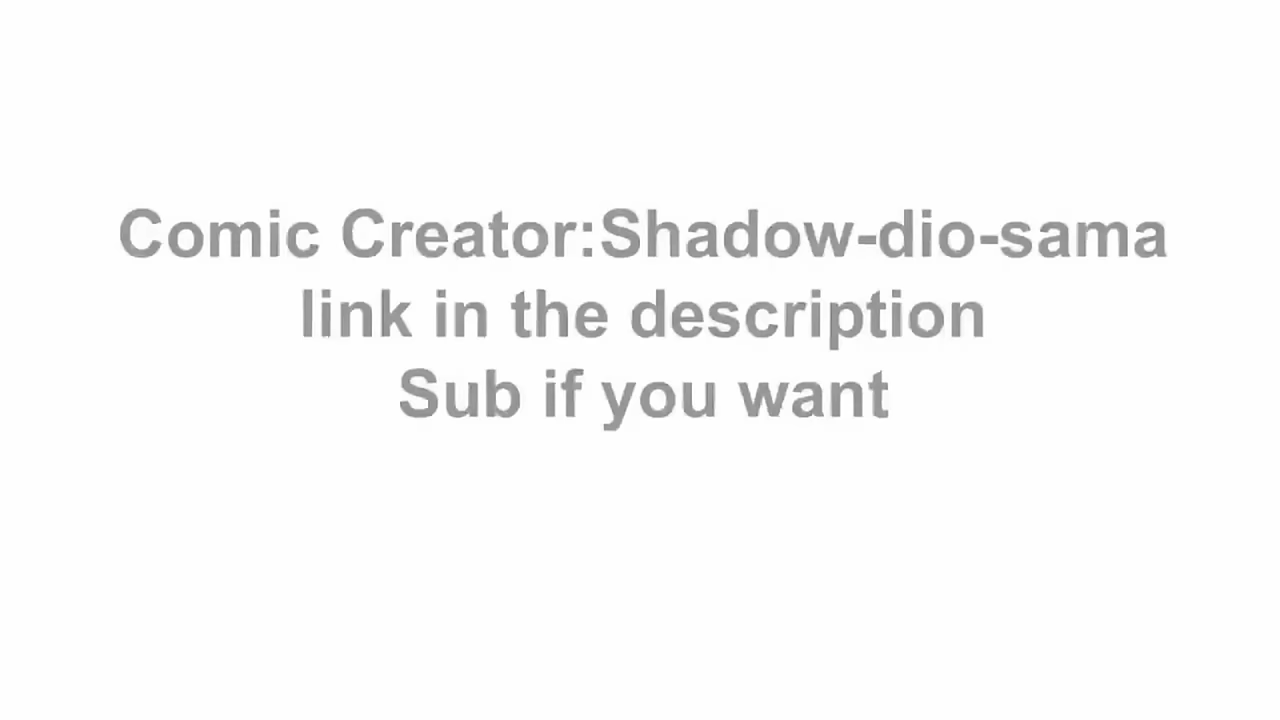 Comic Creator:Shadow-dio-sama
link in the description
Sub if you want